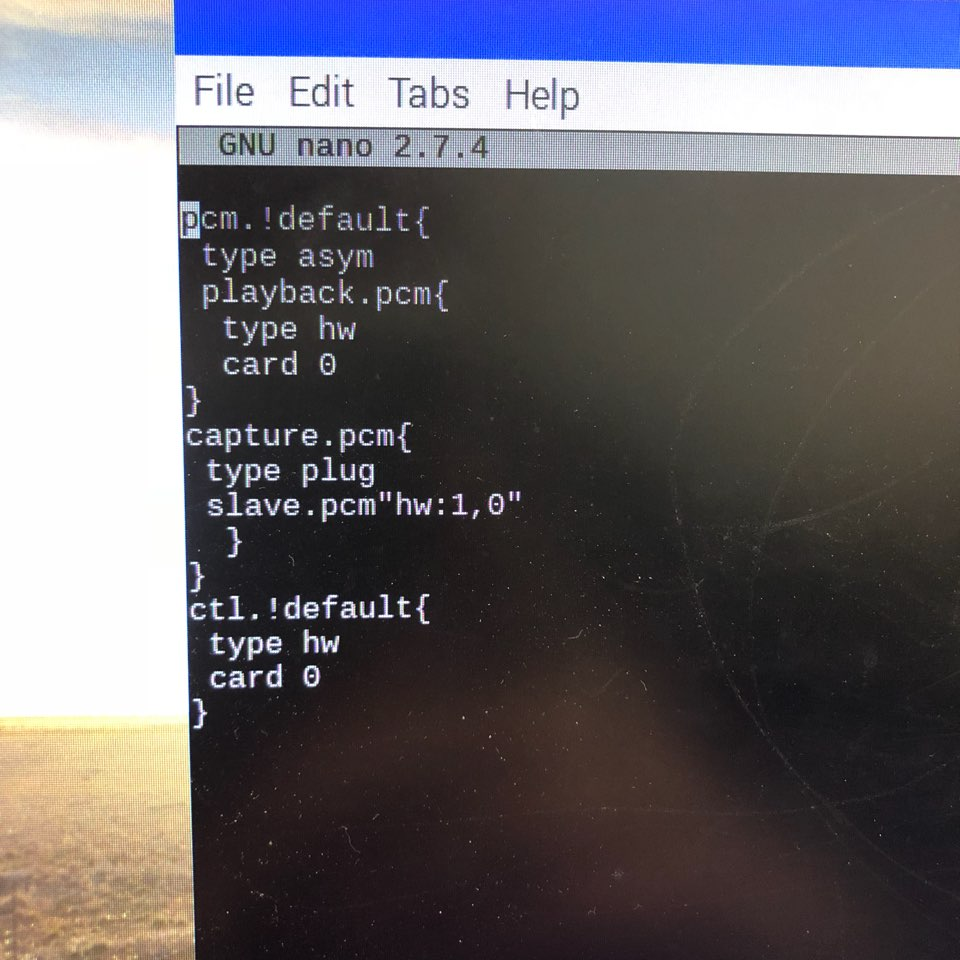 File Edit Tabs Help
GNU nano 2.7.4
pcm.!default{
 type asym
 playback.pcm{
  type hw
  card 0
}
capture.pcm{
 type plug
 slave.pcm"hw:1,0"
  }
}
ctl.!default{
 type hw
 card 0
}